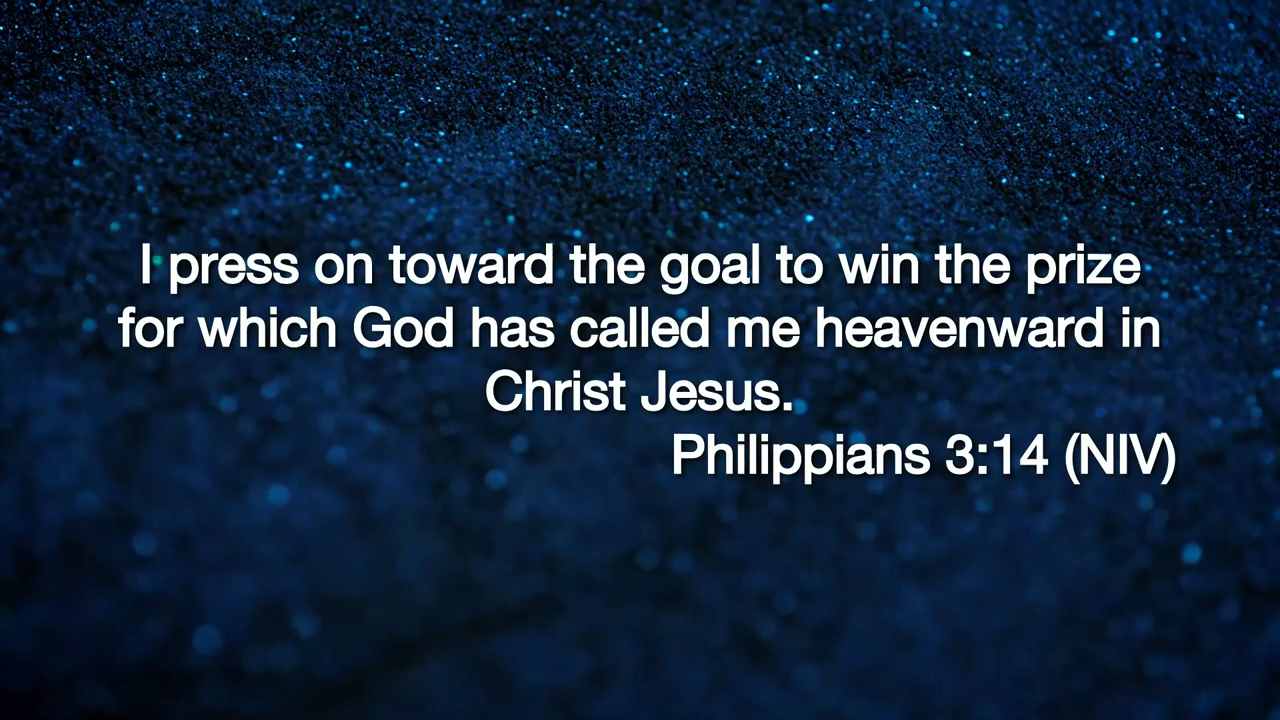 I press on toward the goal to win the prize
for which God has called me heavenward in
Christ Jesus.
Philippians 3:14 (NIV)